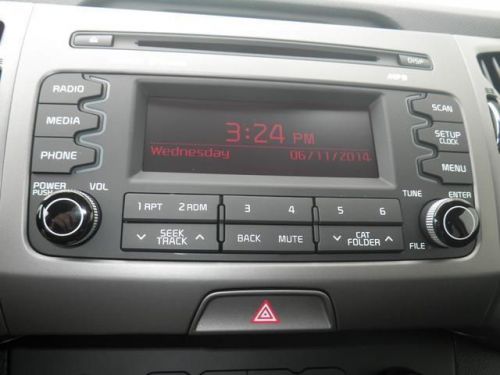 DISP
MP3
RADIO
MEDIA
PHONE
SCAN
SETUP
CLOCK
MENU
3:24 PM
Wednesday 06/11/2014
POWER
PUSH
VOL
TUNE
ENTER
FILE
1 RPT 2 RDM 3 4 5 6
SEEK
TRACK
BACK MUTE
CAT
FOLDER